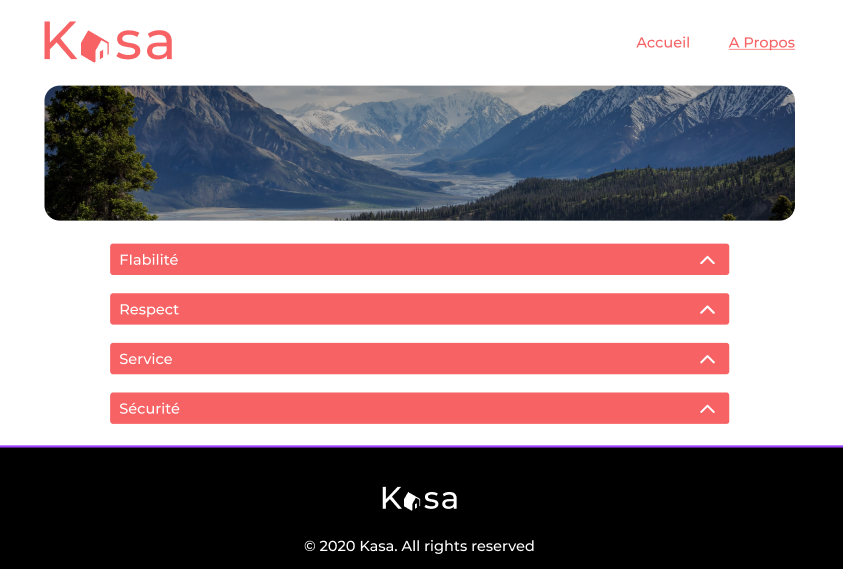 Kasa
Accueil
A Propos
FIabilité
Respect
Service
Sécurité
Kasa
© 2020 Kasa. All rights reserved